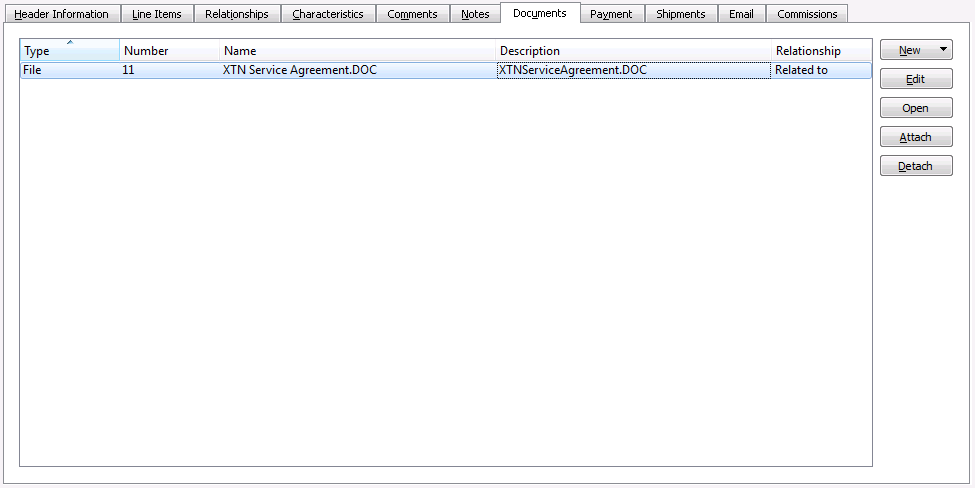 Header Information Line Items Relationships Characteristics Comments Notes Documents Payment Shipments Email Commissions
Type Number Name Description Relationship
File 11 XTN Service Agreement.DOC XTNServiceAgreement.DOC Related to
New
Edit
Open
Attach
Detach